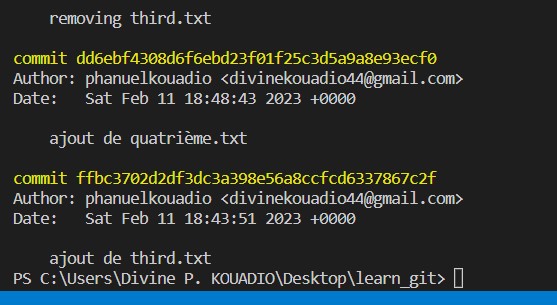 removing third.txt
commit dd6ebf4308d6f6ebd23f01f25c3d5a9a8e93ecf0
Author: phanuelkouadio <divinekouadio44@gmail.com>
Date:   Sat Feb 11 18:48:43 2023 +0000
ajout de quatrième.txt
commit ffbc3702d2df3dc3a398e56a8ccfcd6337867c2f
Author: phanuelkouadio <divinekouadio44@gmail.com>
Date:   Sat Feb 11 18:43:51 2023 +0000
ajout de third.txt
PS C:\Users\Divine P. KOUADIO\Desktop\learn_git>